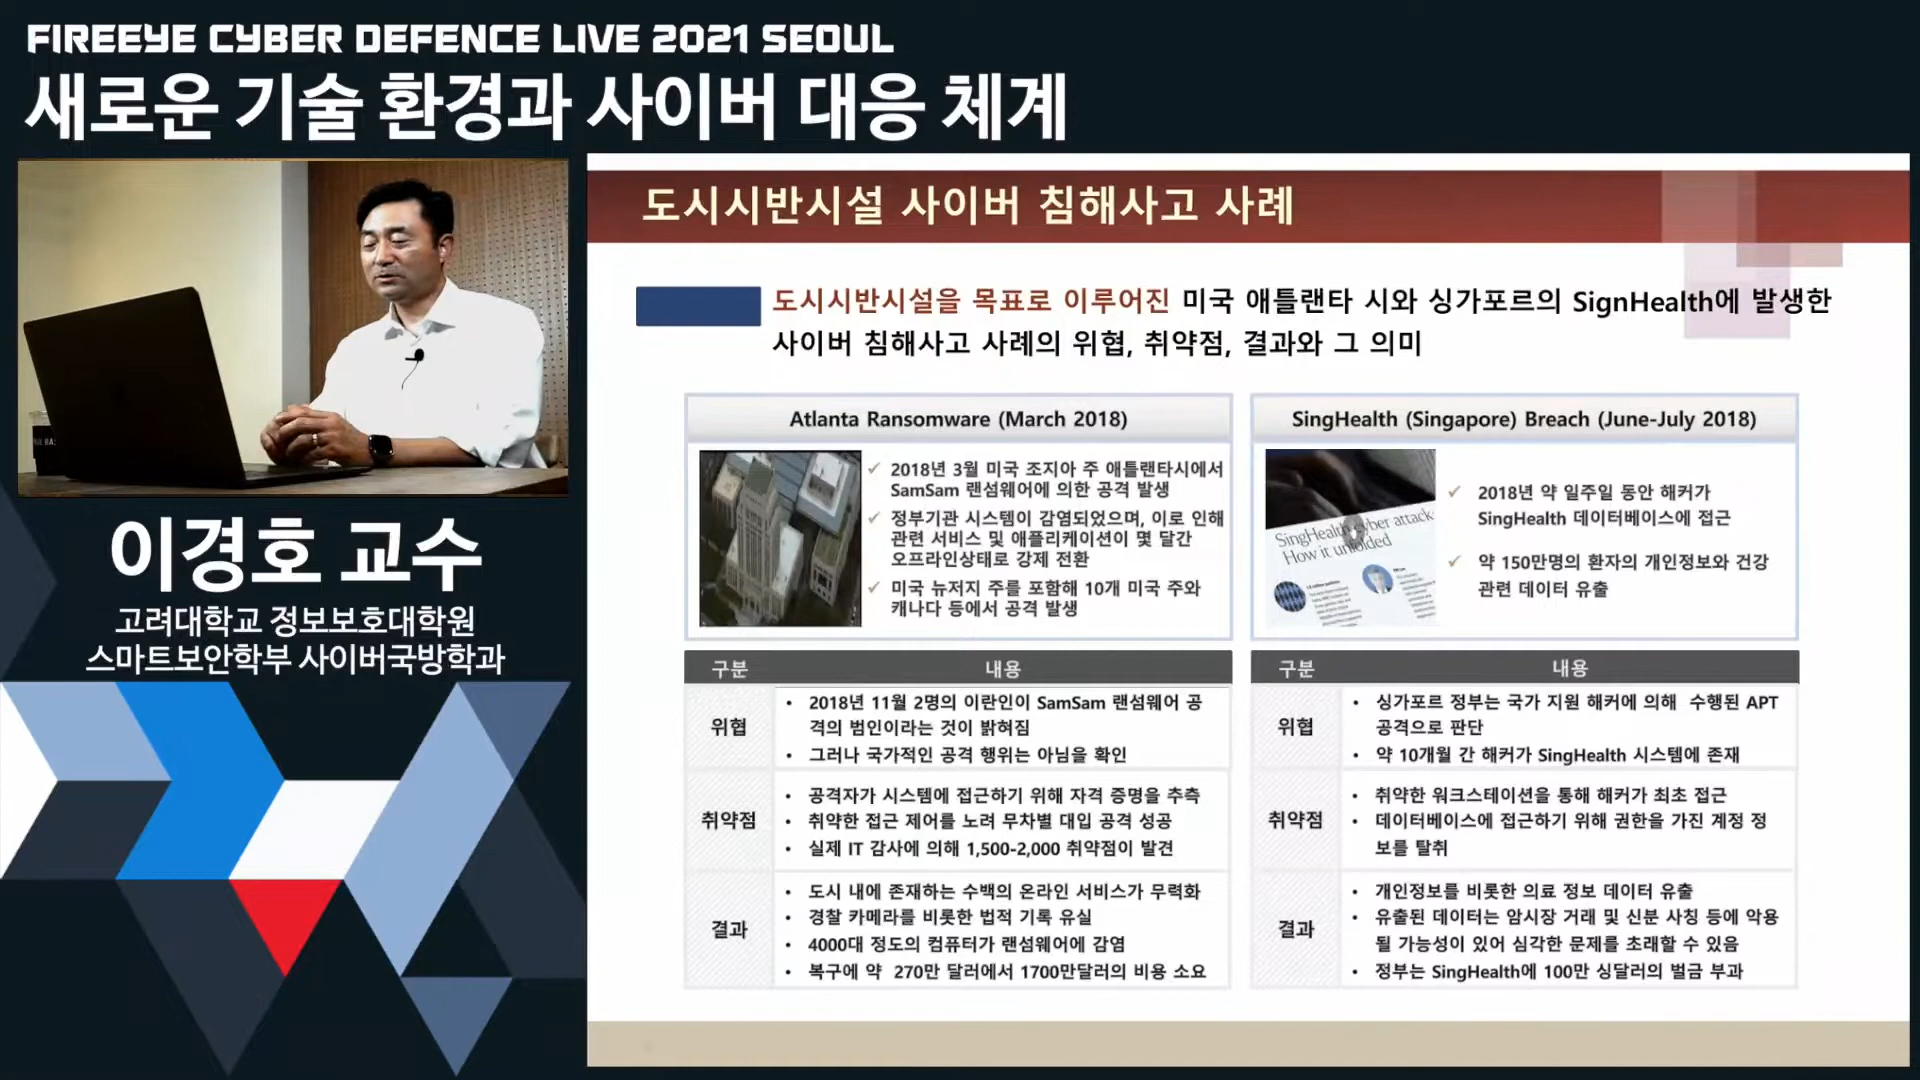 FIREEYE CYBER DEFENCE LIVE 2021 SEOUL
새로운 기술 환경과 사이버 대응 체계
이경호 교수
고려대학교 정보보호대학원
스마트보안학부 사이버국방학과
도시시반시설 사이버 침해사고 사례
도시시반시설을 목표로 이루어진 미국 애틀랜타 시와 싱가포르의 SignHealth에 발생한
사이버 침해사고 사례의 위협, 취약점, 결과와 그 의미
Atlanta Ransomware (March 2018)
✓ 2018년 3월 미국 조지아 주 애틀랜타시에서
SamSam 랜섬웨어에 의한 공격 발생
✓ 정부기관 시스템이 감염되었으며, 이로 인해
관련 서비스 및 애플리케이션이 몇 달간
오프라인상태로 강제 전환
✓ 미국 뉴저지 주를 포함해 10개 미국 주와
캐나다 등에서 공격 발생
구분 내용
위협
• 2018년 11월 2명의 이란인이 SamSam 랜섬웨어 공
격의 범인이라는 것이 밝혀짐
• 그러나 국가적인 공격 행위는 아님을 확인
취약점
• 공격자가 시스템에 접근하기 위해 자격 증명을 추측
• 취약한 접근 제어를 노려 무차별 대입 공격 성공
• 실제 IT 감사에 의해 1,500-2,000 취약점이 발견
결과
• 도시 내에 존재하는 수백의 온라인 서비스가 무력화
• 경찰 카메라를 비롯한 법적 기록 유실
• 4000대 정도의 컴퓨터가 랜섬웨어에 감염
• 복구에 약 270만 달러에서 1700만달러의 비용 소요
SingHealth (Singapore) Breach (June-July 2018)
SingHealth cyber attack:
How it unfolded
✓ 2018년 약 일주일 동안 해커가
SingHealth 데이터베이스에 접근
✓ 약 150만명의 환자의 개인정보와 건강
관련 데이터 유출
구분 내용
위협
• 싱가포르 정부는 국가 지원 해커에 의해 수행된 APT
공격으로 판단
• 약 10개월 간 해커가 SingHealth 시스템에 존재
취약점
• 취약한 워크스테이션을 통해 해커가 최초 접근
• 데이터베이스에 접근하기 위해 권한을 가진 계정 정
보를 탈취
결과
• 개인정보를 비롯한 의료 정보 데이터 유출
• 유출된 데이터는 암시장 거래 및 신분 사칭 등에 악용
될 가능성이 있어 심각한 문제를 초래할 수 있음
• 정부는 SingHealth에 100만 싱달러의 벌금 부과